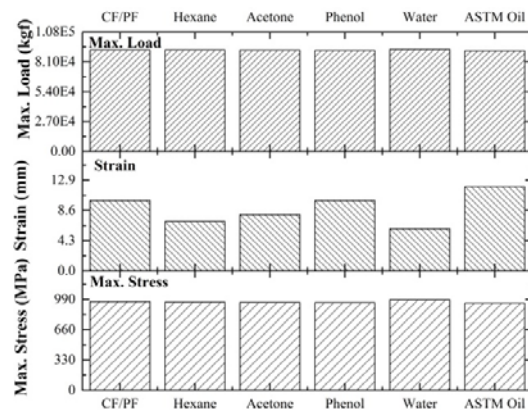 CF/PF Hexane Acetone Phenol Water ASTM Oil
Max. Load (kgf)
1.08E5
8.10E4
5.40E4
2.70E4
0.00
Max. Load
Strain (mm)
12.9
8.6
4.3
0.0
Strain
Max. Stress (MPa)
990
660
330
0
Max. Stress
CF/PF Hexane Acetone Phenol Water ASTM Oil